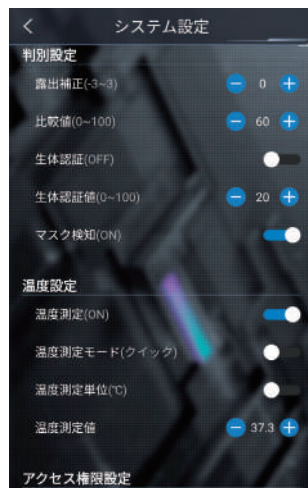 システム設定
判別設定
露出補正(-3~3) 0
比較値(0~100) 60
生体認証(OFF)
生体認証値(0~100) 20
マスク検知(ON)
温度設定
温度測定(ON)
温度測定モード(クイック)
温度測定単位(℃)
温度測定値 37.3
アクセス権限設定